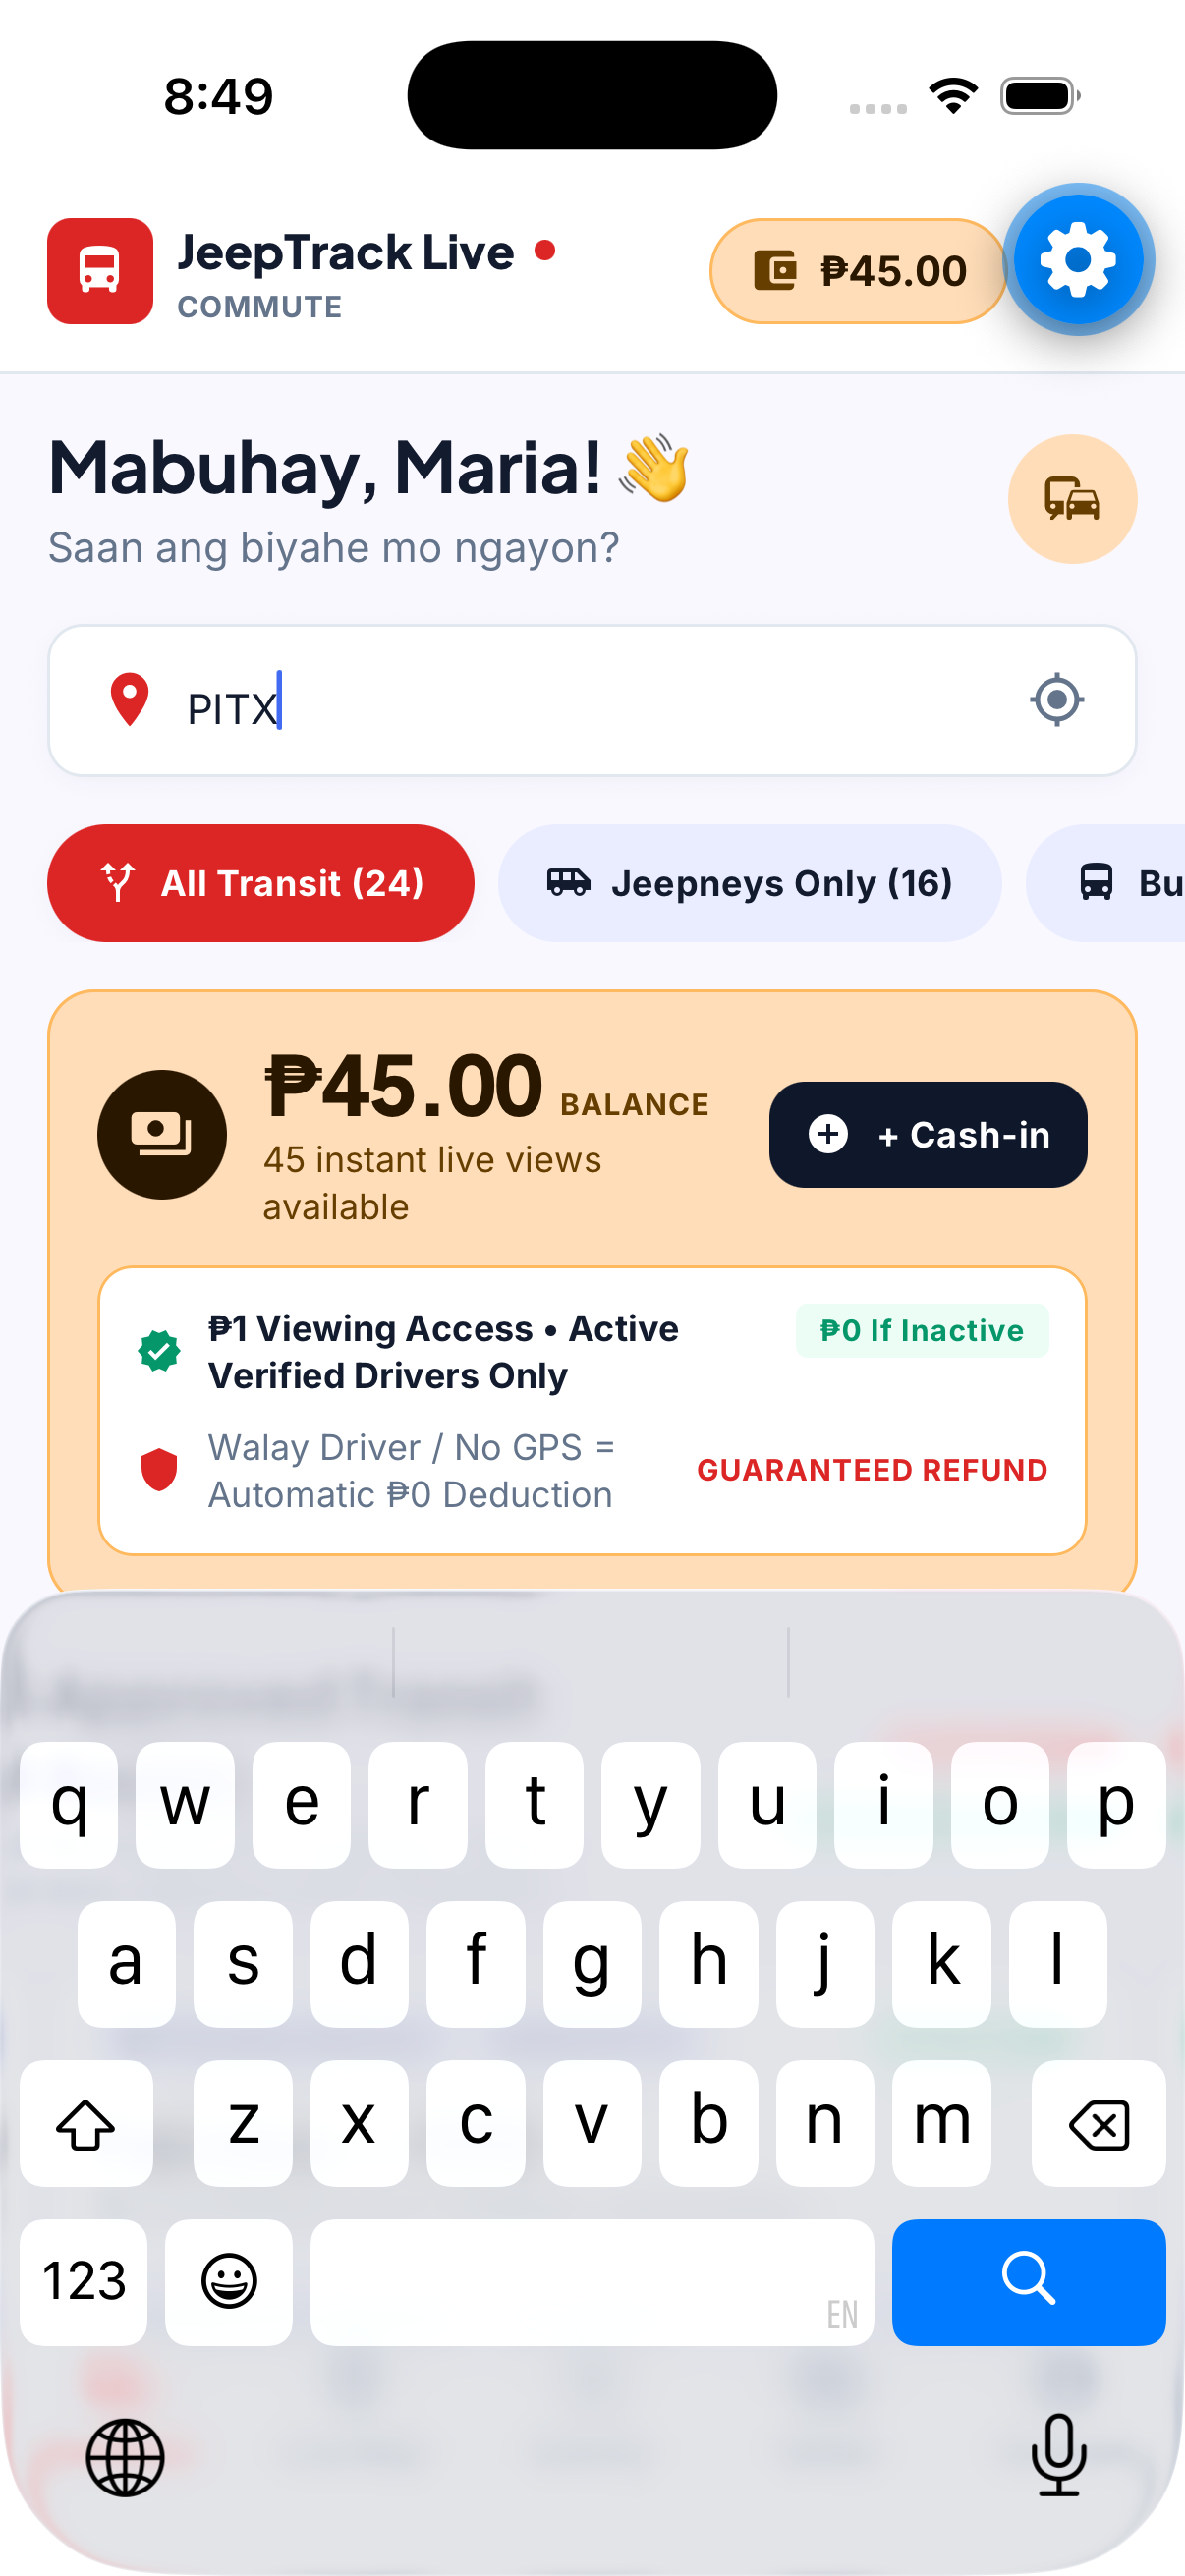 8:49
JeepTrack Live
COMMUTE
₱45.00
Mabuhay, Maria! 👋
Saan ang biyahe mo ngayon?
PITX
All Transit (24)
Jeepneys Only (16)
Bu
₱45.00 BALANCE
45 instant live views
available
+ Cash-in
₱1 Viewing Access • Active
Verified Drivers Only
₱0 If Inactive
Walay Driver / No GPS =
Automatic ₱0 Deduction
GUARANTEED REFUND
q w e r t y u i o p
a s d f g h j k l
z x c v b n m
123
EN